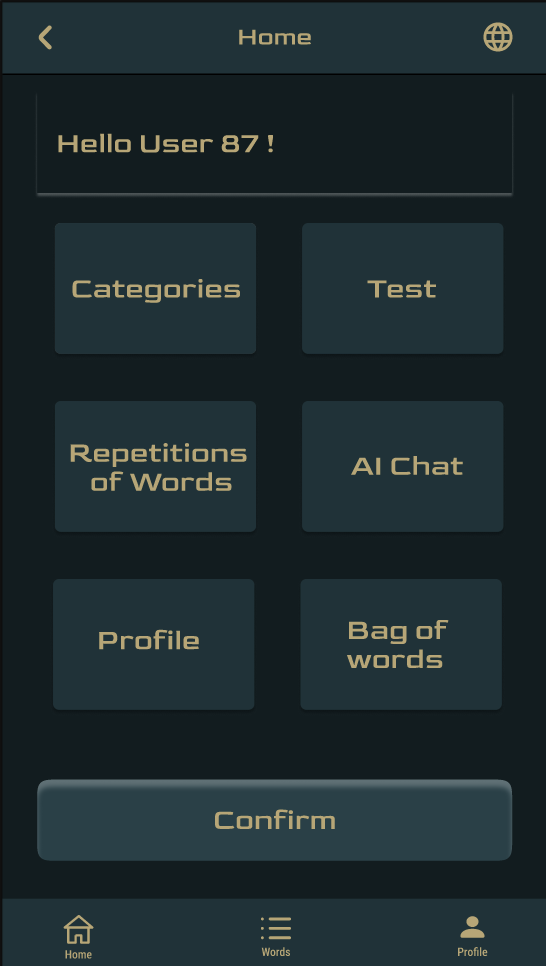 Home
Hello User 87 !
Categories
Test
Repetitions
of Words
AI Chat
Profile
Bag of
words
Confirm
Home
Words
Profile